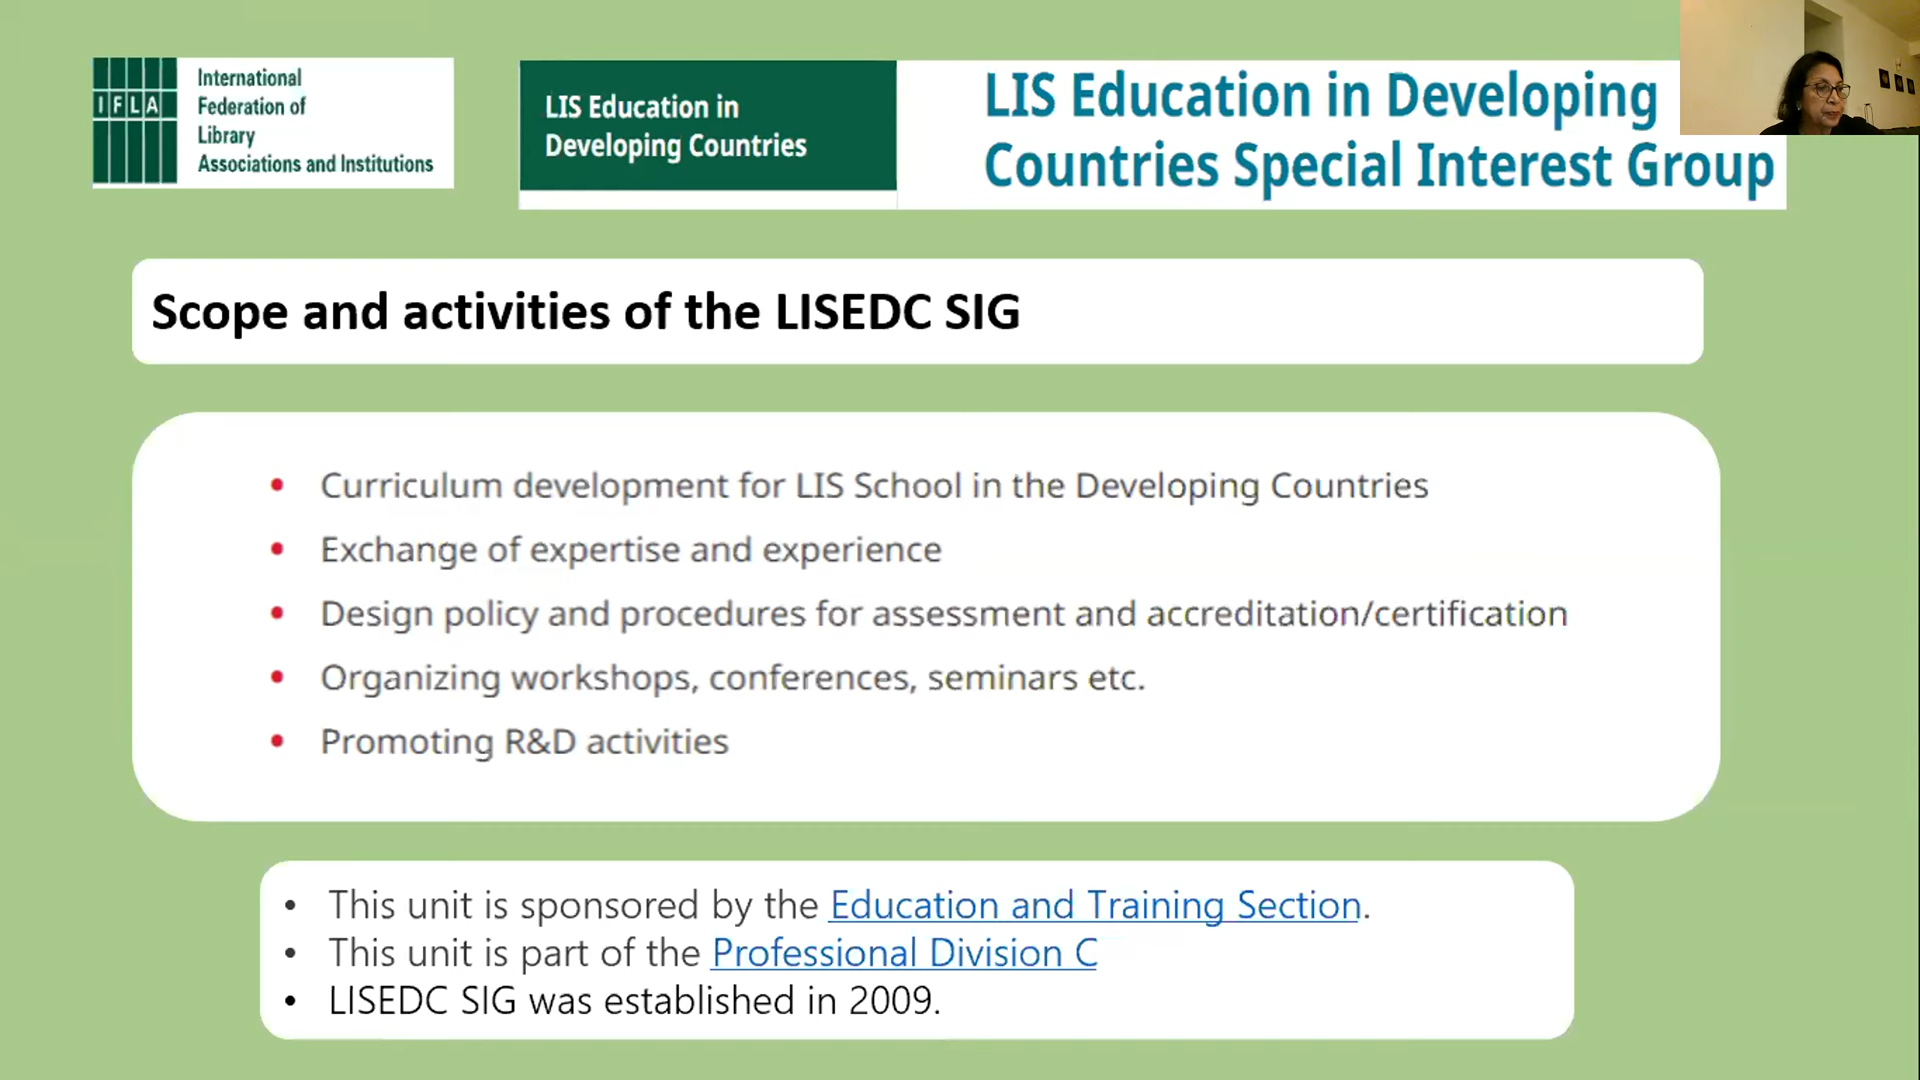 IFLA
International
Federation of
Library
Associations and Institutions
LIS Education in
Developing Countries
LIS Education in Developing
Countries Special Interest Group
Scope and activities of the LISEDC SIG
• Curriculum development for LIS School in the Developing Countries
• Exchange of expertise and experience
• Design policy and procedures for assessment and accreditation/certification
• Organizing workshops, conferences, seminars etc.
• Promoting R&D activities
• This unit is sponsored by the Education and Training Section.
• This unit is part of the Professional Division C
• LISEDC SIG was established in 2009.